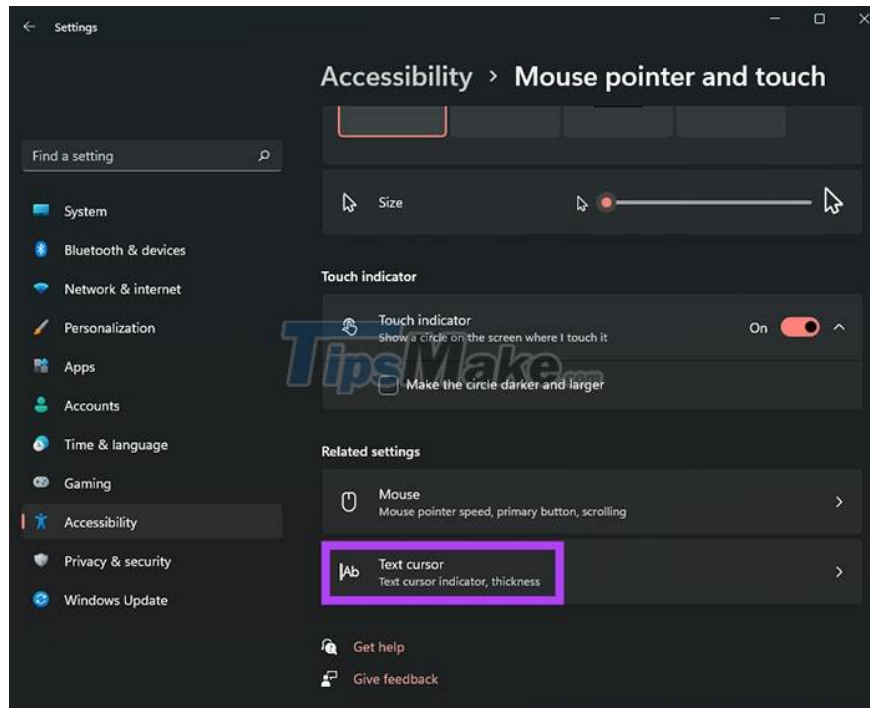 Settings
Accessibility > Mouse pointer and touch
Find a setting
Size
System
Bluetooth & devices
Network & internet
Personalization
Apps
Accounts
Time & language
Gaming
Accessibility
Privacy & security
Windows Update
Touch indicator
Touch indicator
Show a circle on the screen where I touch it
On
Make the circle darker and larger
TipsMake.com
Related settings
Mouse
Mouse pointer speed, primary button, scrolling
Ab
Text cursor
Text cursor indicator, thickness
Get help
Give feedback